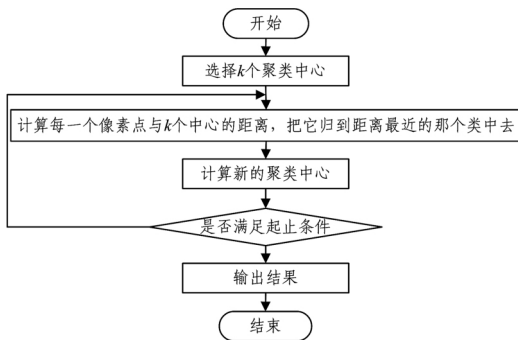 开始
选择k个聚类中心
计算每一个像素点与k个中心的距离，把它归到距离最近的那个类中去
计算新的聚类中心
是否满足起止条件
输出结果
结束